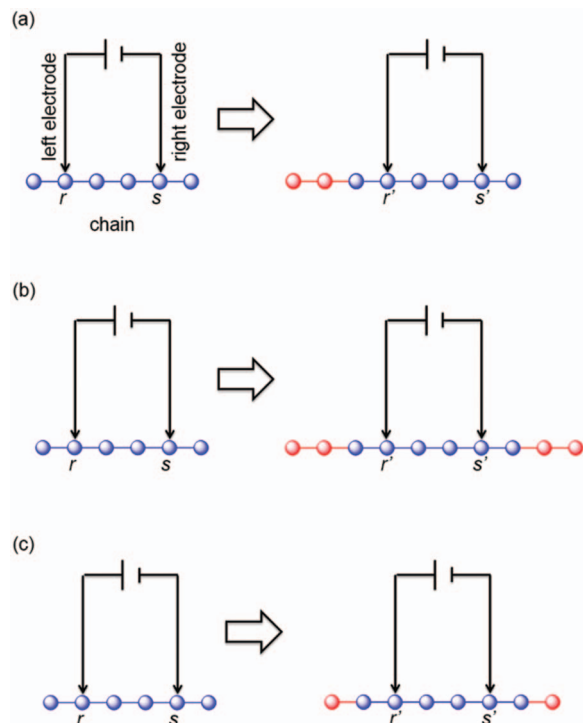 (a)
left electrode
right electrode
r
s
r'
s'
chain
(b)
r
s
r'
s'
(c)
r
s
r'
s'